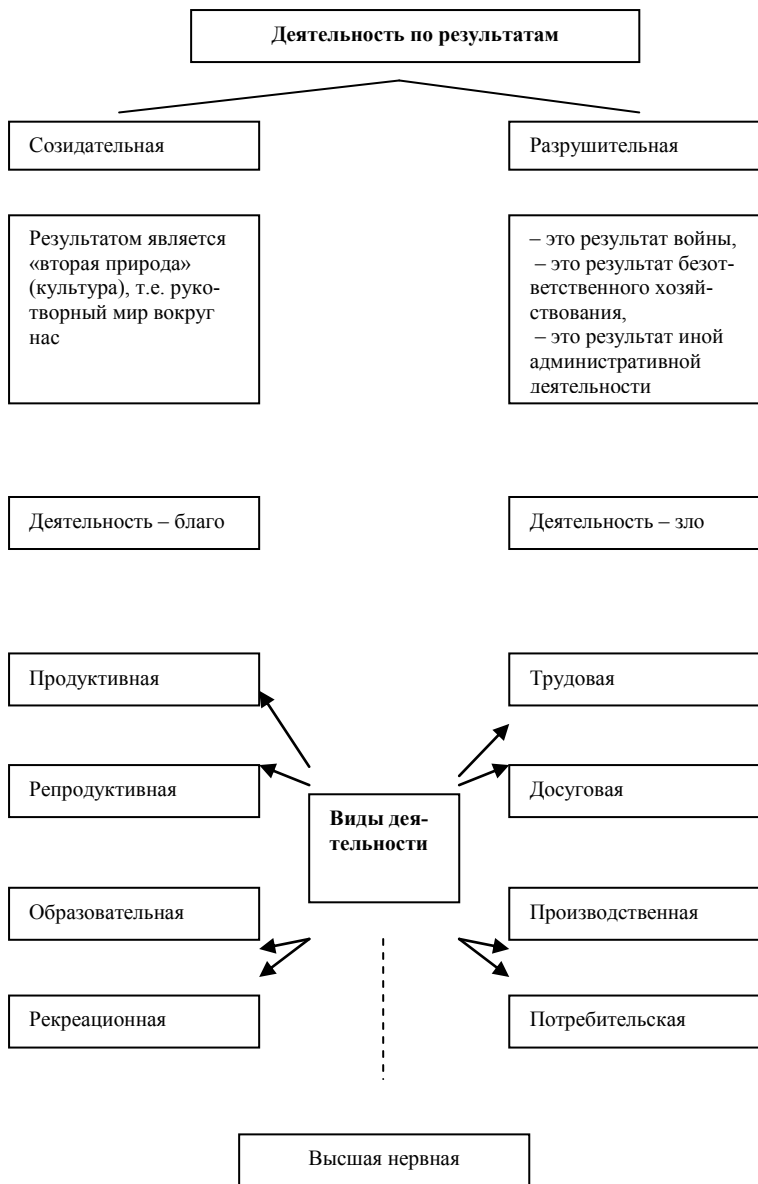 Деятельность по результатам
Созидательная
Разрушительная
Результатом является
«вторая природа»
(культура), т.е. руко-
творный мир вокруг
нас
– это результат войны,
– это результат безот-
ветственного хозяй-
ствования,
– это результат иной
административной
деятельности
Деятельность – благо
Деятельность – зло
Продуктивная
Трудовая
Репродуктивная
Досуговая
Виды дея-
тельности
Образовательная
Производственная
Рекреационная
Потребительская
Высшая нервная